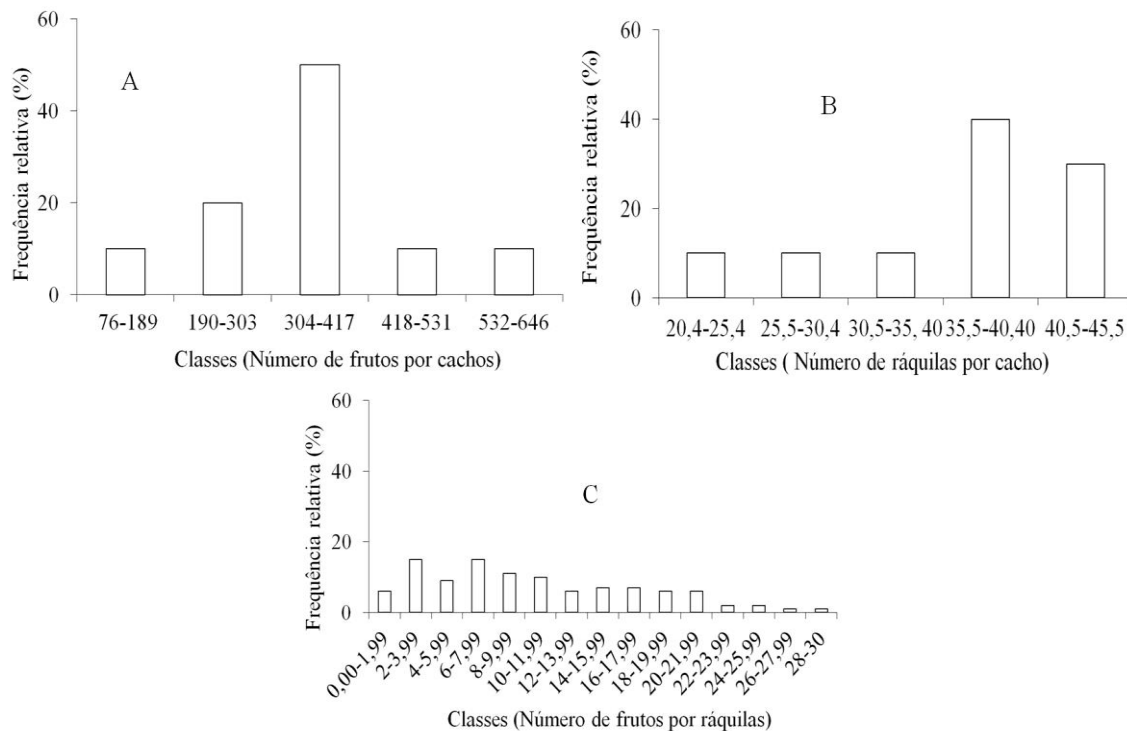 Frequência relativa (%)
60
40
20
0
A
76-189 190-303 304-417 418-531 532-646
Classes (Número de frutos por cachos)
Frequência relativa (%)
60
40
20
0
B
20,4-25,4 25,5-30,4 30,5-35, 40 35,5-40,40 40,5-45,5
Classes ( Número de ráquilas por cacho)
Frequência relativa (%)
60
40
20
0
C
0,00-1,99 2-3,99 4-5,99 6-7,99 8-9,99 10-11,99 12-13,99 14-15,99 16-17,99 18-19,99 20-21,99 22-23,99 24-25,99 26-27,99 28-30
Classes (Número de frutos por ráquilas)